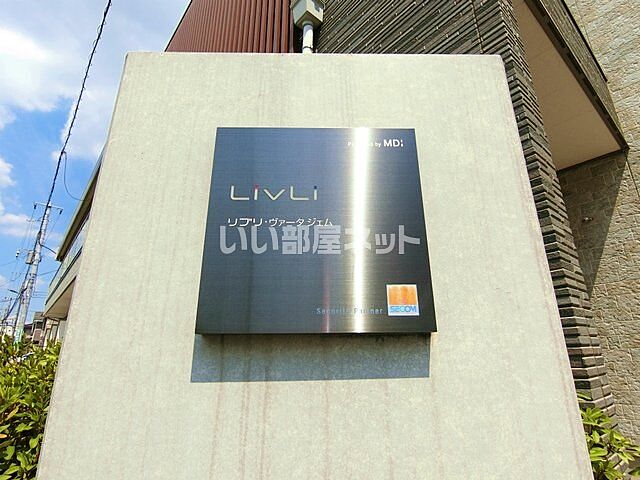 Produced by MDI
LiVLi
リブリ・ヴァータ ジェム
いい部屋ネット
Security Partner
SECOM